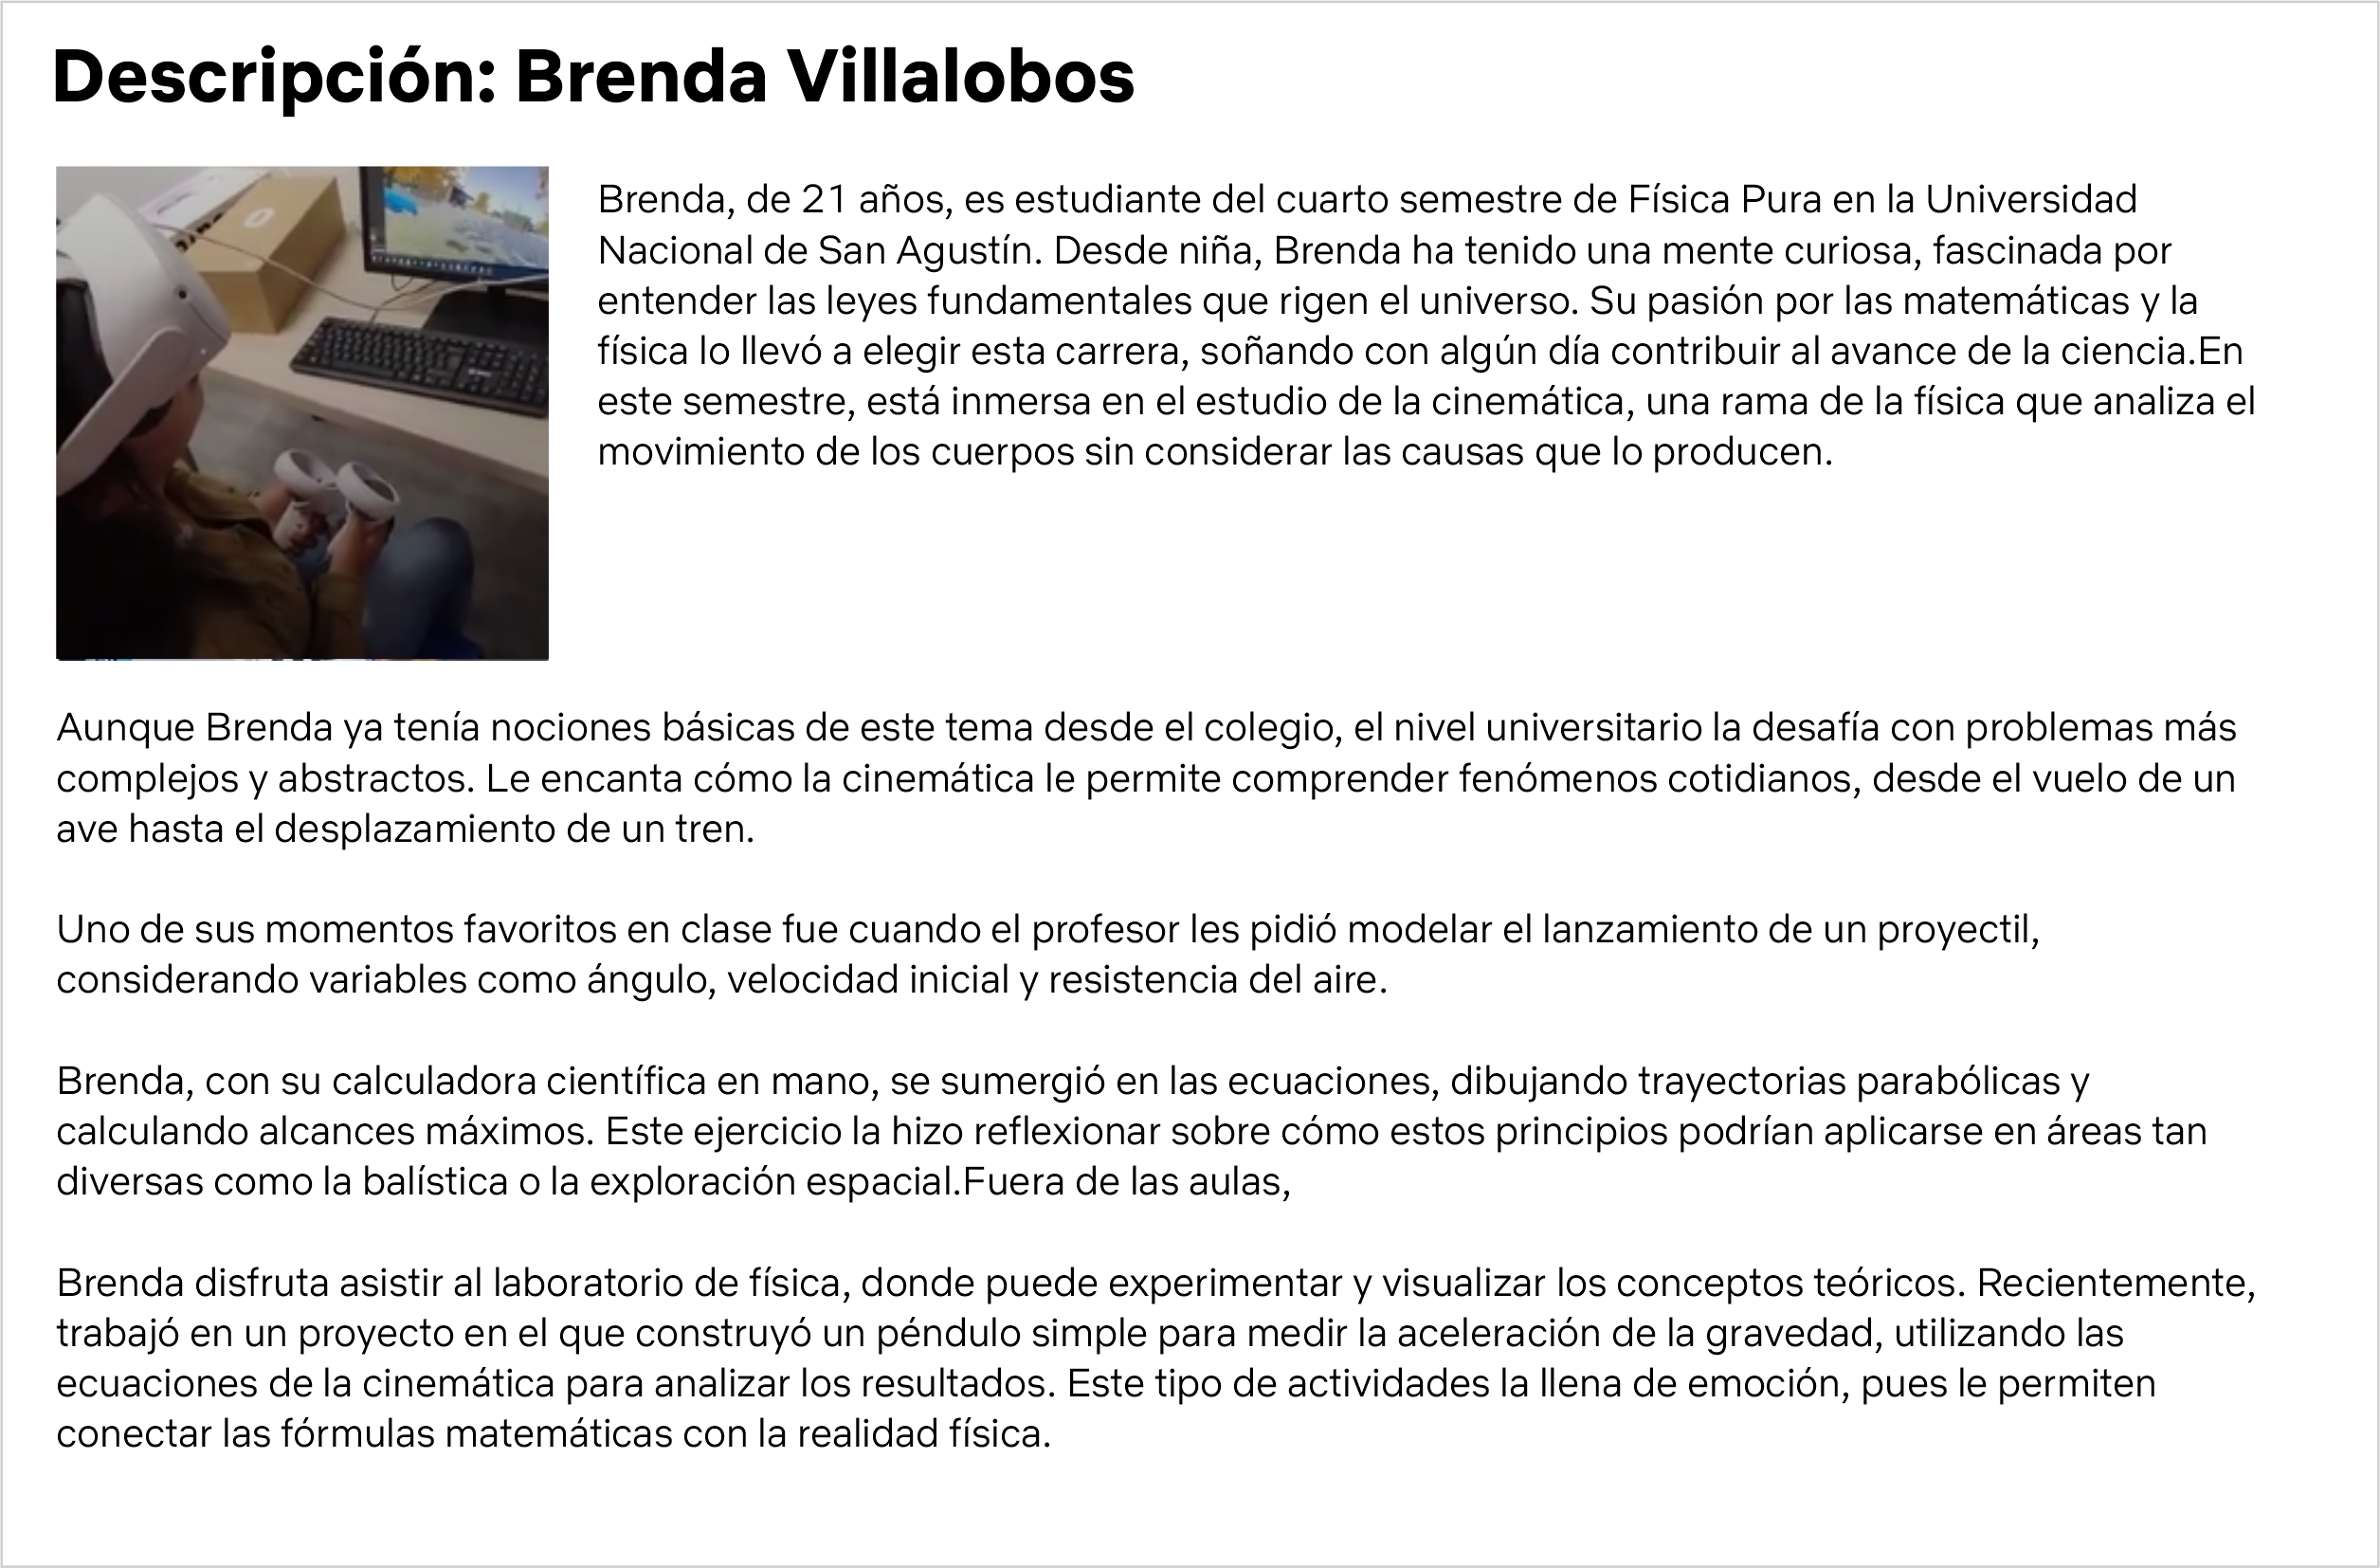 Descripción: Brenda Villalobos
Brenda, de 21 años, es estudiante del cuarto semestre de Física Pura en la Universidad
Nacional de San Agustín. Desde niña, Brenda ha tenido una mente curiosa, fascinada por
entender las leyes fundamentales que rigen el universo. Su pasión por las matemáticas y la
física lo llevó a elegir esta carrera, soñando con algún día contribuir al avance de la ciencia.En
este semestre, está inmersa en el estudio de la cinemática, una rama de la física que analiza el
movimiento de los cuerpos sin considerar las causas que lo producen.
Aunque Brenda ya tenía nociones básicas de este tema desde el colegio, el nivel universitario la desafía con problemas más
complejos y abstractos. Le encanta cómo la cinemática le permite comprender fenómenos cotidianos, desde el vuelo de un
ave hasta el desplazamiento de un tren.
Uno de sus momentos favoritos en clase fue cuando el profesor les pidió modelar el lanzamiento de un proyectil,
considerando variables como ángulo, velocidad inicial y resistencia del aire.
Brenda, con su calculadora científica en mano, se sumergió en las ecuaciones, dibujando trayectorias parabólicas y
calculando alcances máximos. Este ejercicio la hizo reflexionar sobre cómo estos principios podrían aplicarse en áreas tan
diversas como la balística o la exploración espacial.Fuera de las aulas,
Brenda disfruta asistir al laboratorio de física, donde puede experimentar y visualizar los conceptos teóricos. Recientemente,
trabajó en un proyecto en el que construyó un péndulo simple para medir la aceleración de la gravedad, utilizando las
ecuaciones de la cinemática para analizar los resultados. Este tipo de actividades la llena de emoción, pues le permiten
conectar las fórmulas matemáticas con la realidad física.